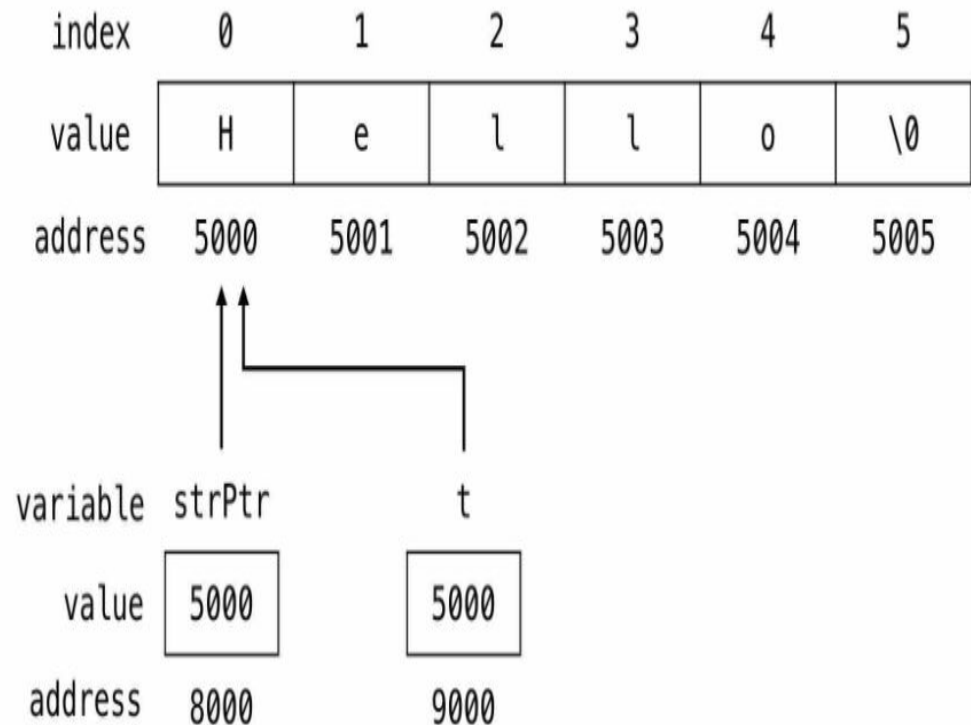 index 0 1 2 3 4 5
value H e l l o \0
address 5000 5001 5002 5003 5004 5005
variable strPtr t
value 5000 5000
address 8000 9000